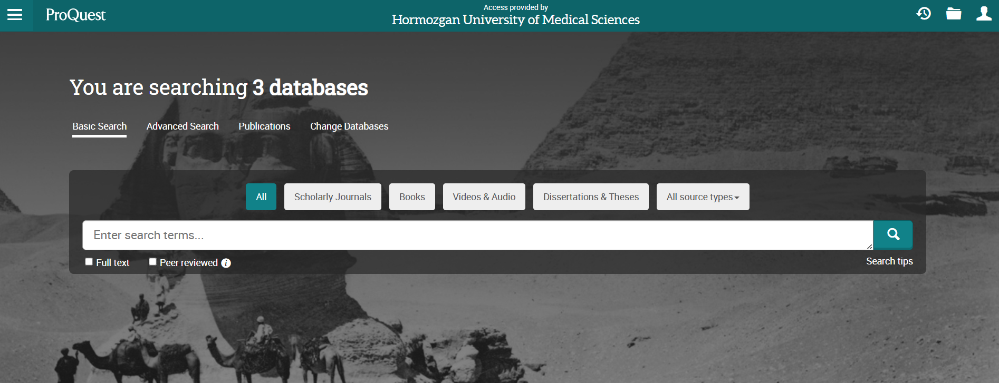 ProQuest
Access provided by
Hormozgan University of Medical Sciences
You are searching 3 databases
Basic Search Advanced Search Publications Change Databases
All Scholarly Journals Books Videos & Audio Dissertations & Theses All source types
Enter search terms...
Full text Peer reviewed i Search tips